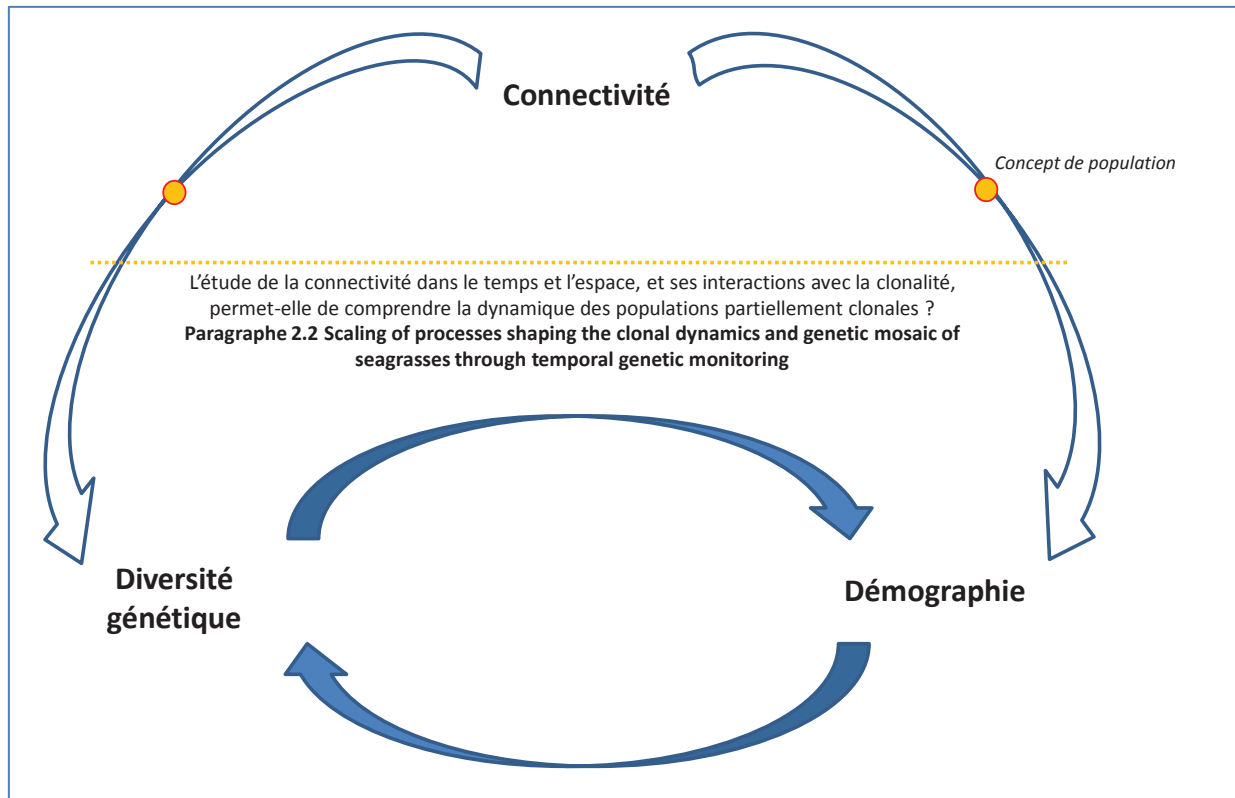 Connectivité
Concept de population
L'étude de la connectivité dans le temps et l'espace, et ses interactions avec la clonalité,
permet-elle de comprendre la dynamique des populations partiellement clonales ?
Paragraphe 2.2 Scaling of processes shaping the clonal dynamics and genetic mosaic of
seagrasses through temporal genetic monitoring
Diversité
génétique
Démographie